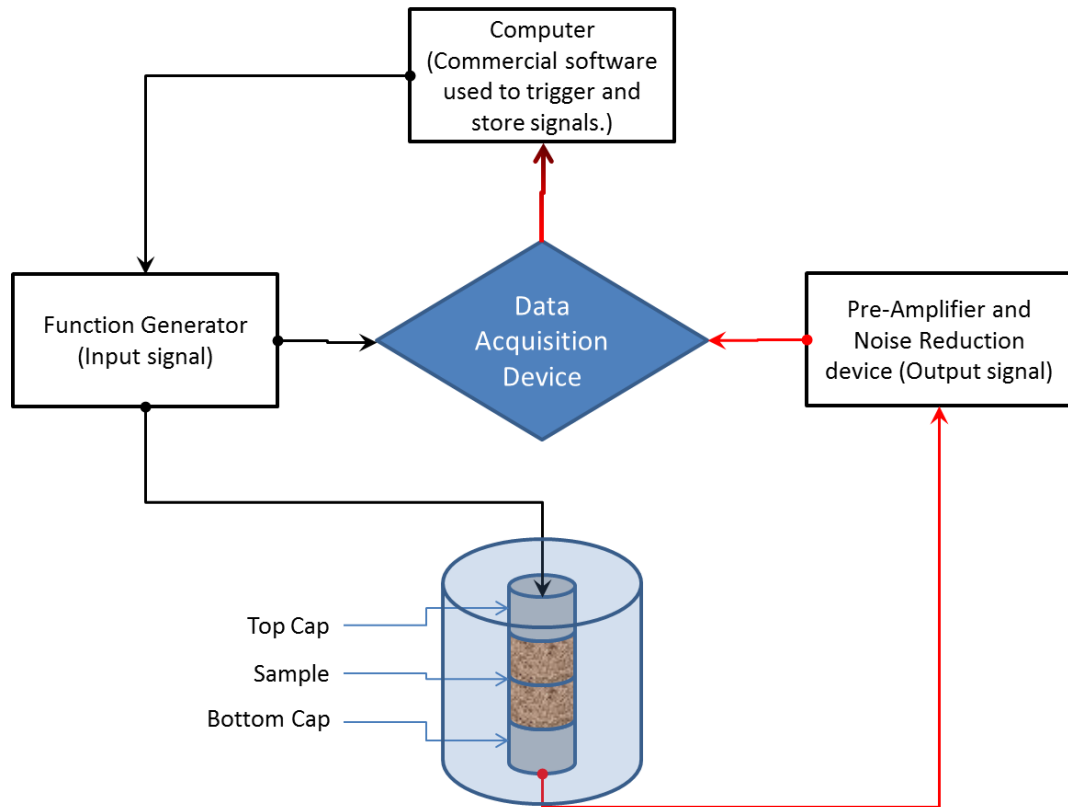 Computer
(Commercial software
used to trigger and
store signals.)
Function Generator
(Input signal)
Data
Acquisition
Device
Pre-Amplifier and
Noise Reduction
device (Output signal)
Top Cap
Sample
Bottom Cap